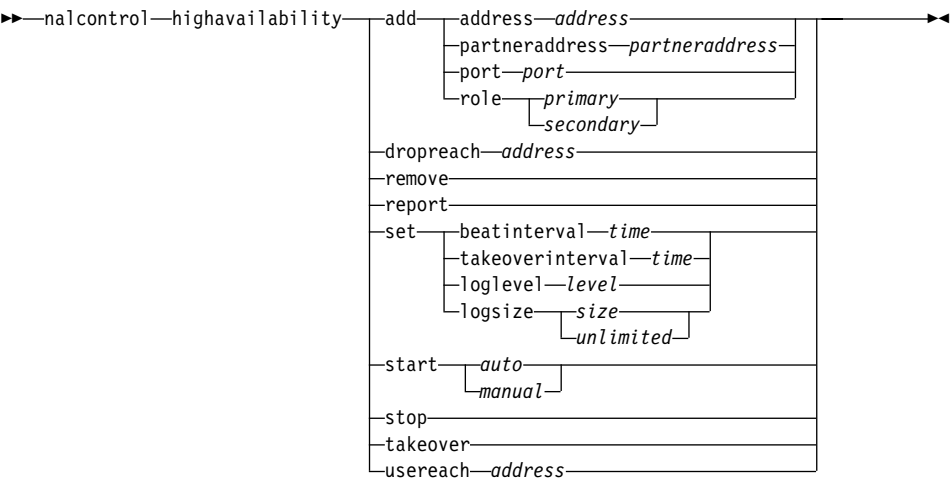 nalcontrol highavailability add address address
partneraddress partneraddress
port port
role primary
secondary
dropreach address
remove
report
set beatinterval time
takeoverinterval time
loglevel level
logsize size
unlimited
start auto
manual
stop
takeover
usereach address